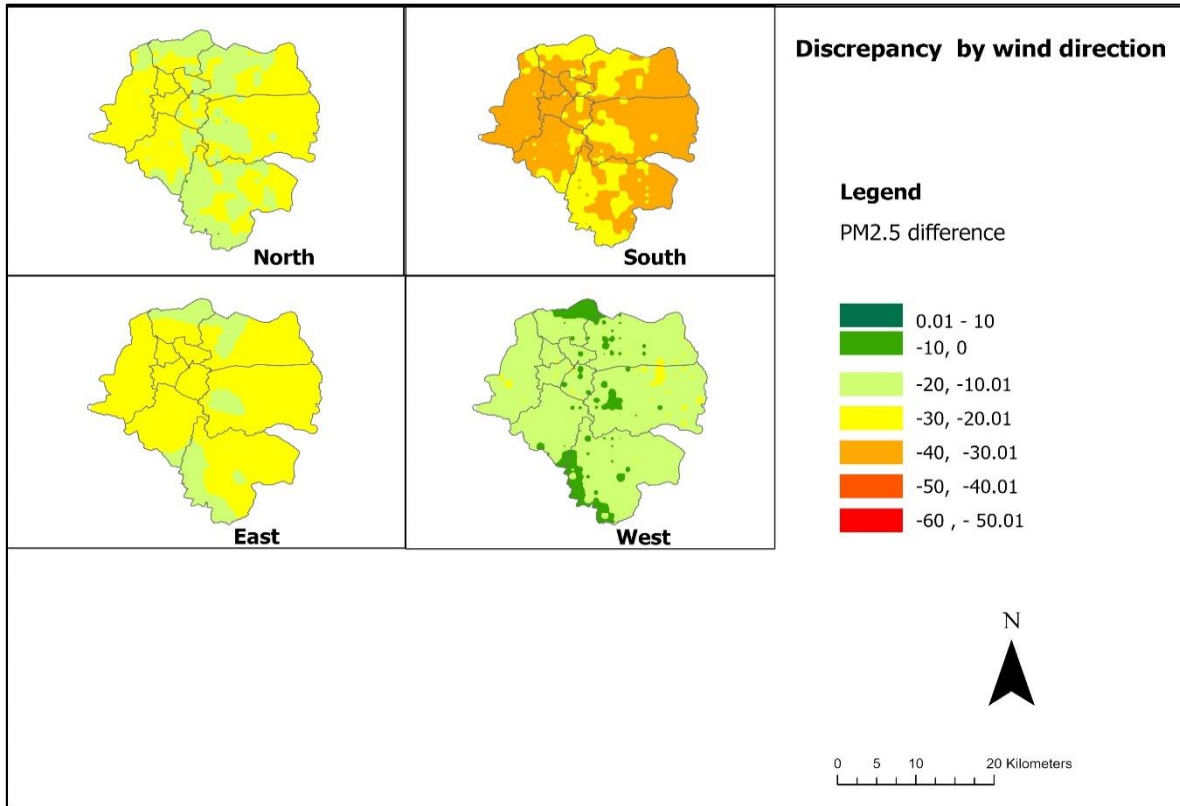 Discrepancy by wind direction
North
South
East
West
Legend
PM2.5 difference
0.01 - 10
-10, 0
-20, -10.01
-30, -20.01
-40, -30.01
-50, -40.01
-60 , - 50.01
N
0 5 10 20 Kilometers